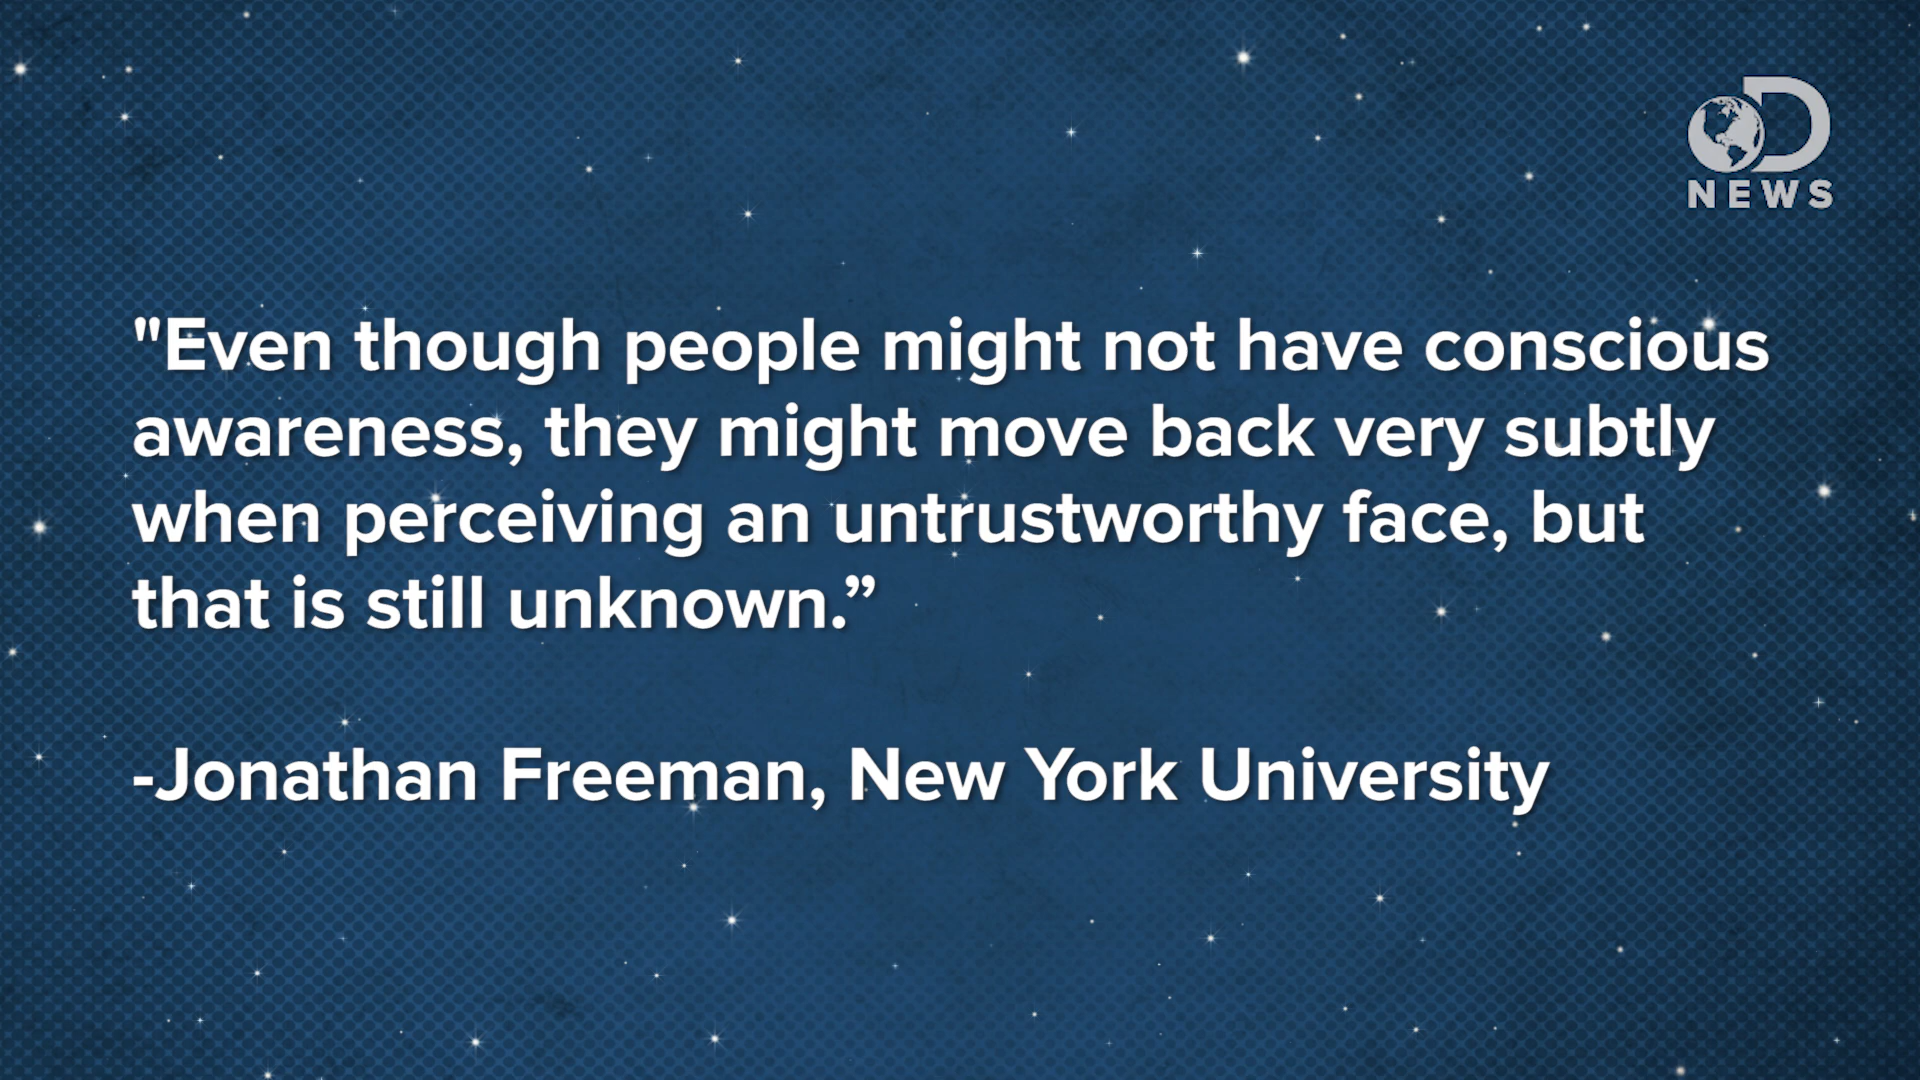 NEWS
"Even though people might not have conscious
awareness, they might move back very subtly
when perceiving an untrustworthy face, but
that is still unknown.”
-Jonathan Freeman, New York University